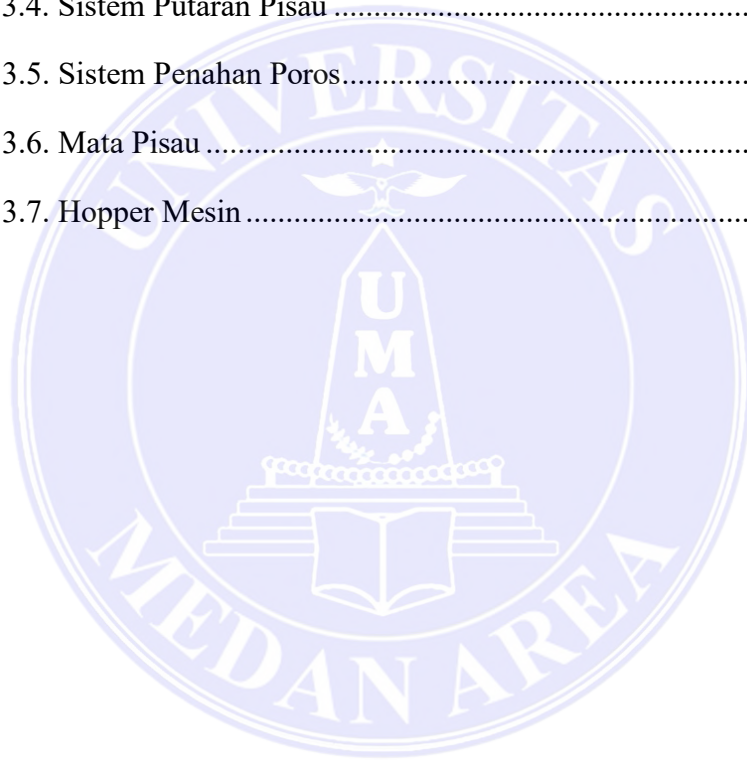 3.4. Sistem Putaran Pisau ....................................................
3.5. Sistem Penahan Poros....................................................
3.6. Mata Pisau ....................................................................
3.7. Hopper Mesin ...............................................................
UNIVERSITAS
UMA
MEDAN AREA